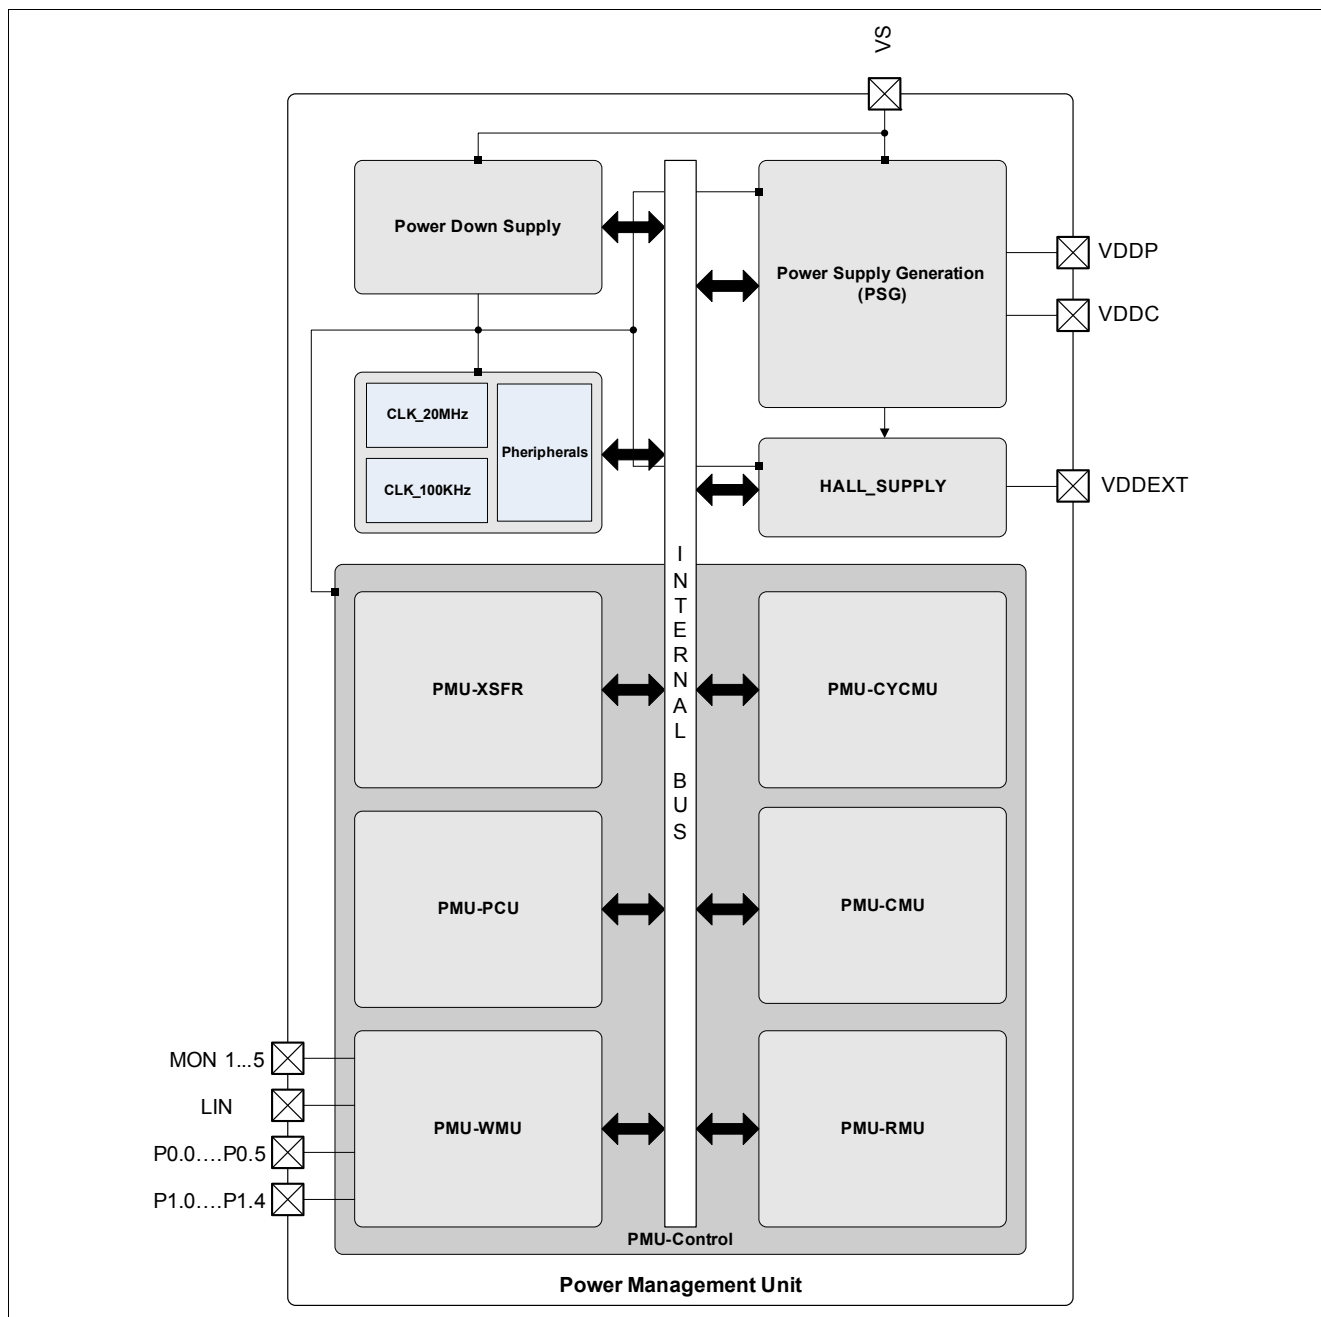 VS
Power Down Supply
Power Supply Generation
(PSG)
VDDP
VDDC
CLK_20MHz
Pheripherals
CLK_100KHz
HALL_SUPPLY
VDDEXT
INTERNAL BUS
PMU-XSFR
PMU-CYCMU
PMU-PCU
PMU-CMU
MON 1...5
LIN
P0.0....P0.5
P1.0....P1.4
PMU-WMU
PMU-RMU
PMU-Control
Power Management Unit